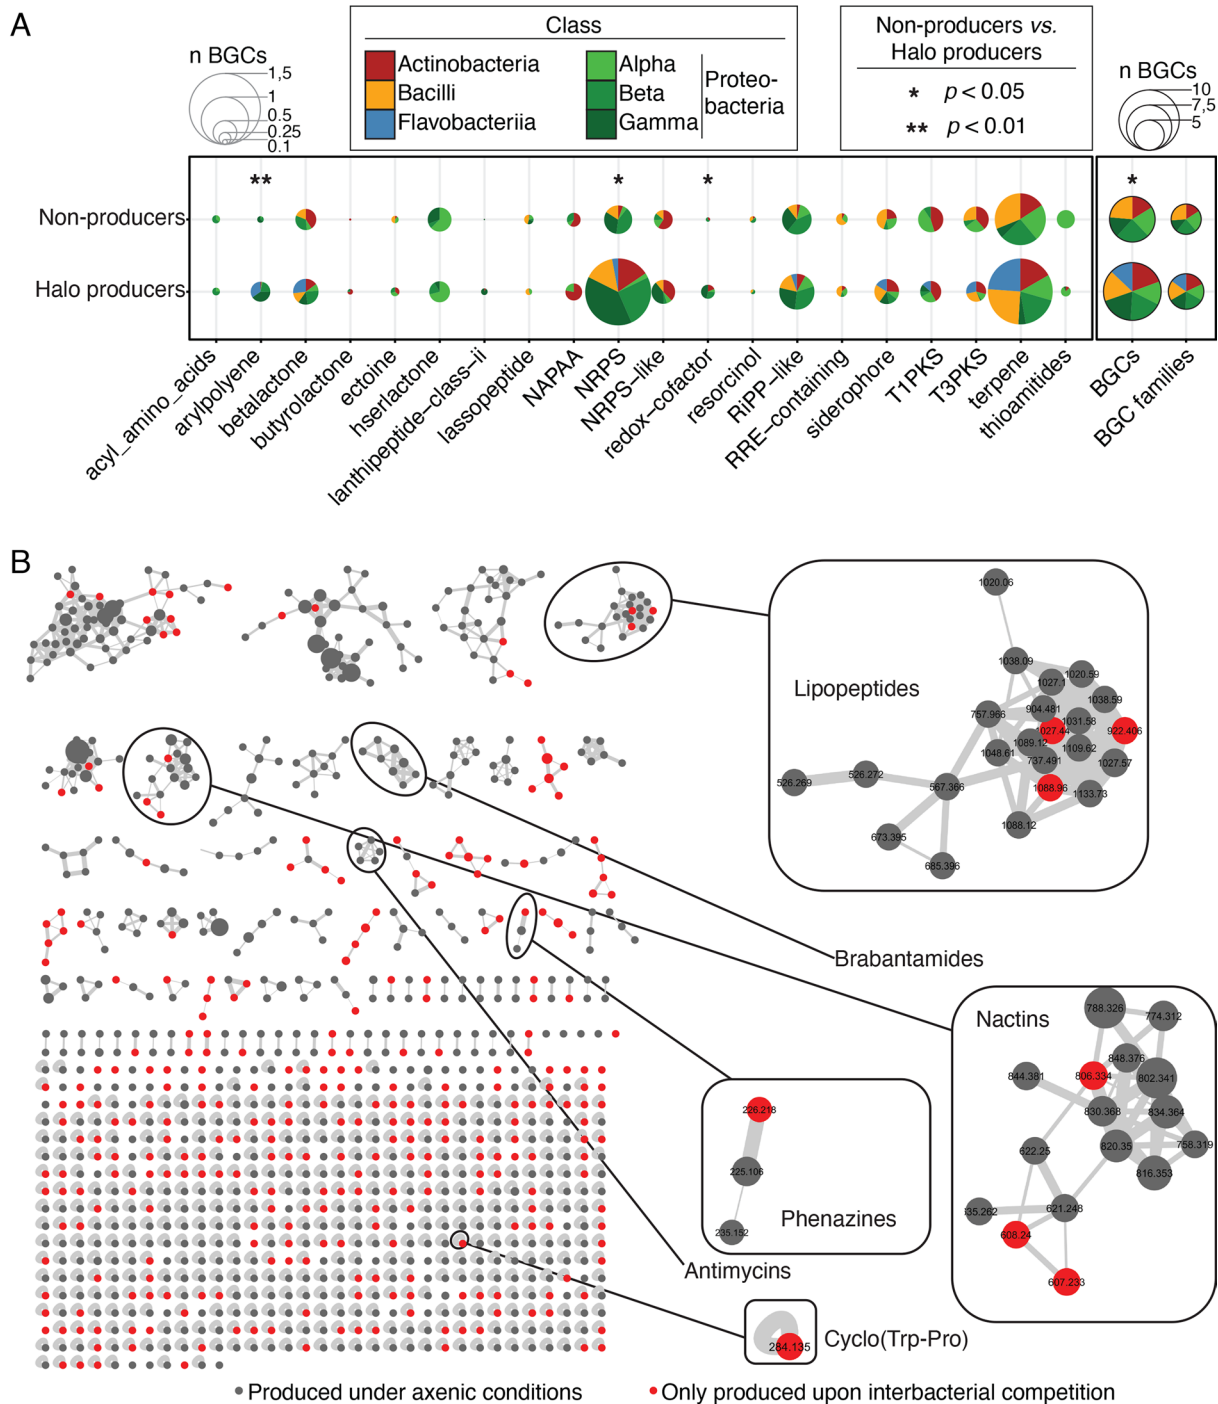 A
n BGCs
1,5
1
0.5
0.25
0.1
Class
Actinobacteria
Bacilli
Flavobacteriia
Alpha
Beta
Gamma
Proteo-
bacteria
Non-producers vs.
Halo producers
* p < 0.05
** p < 0.01
n BGCs
10
7,5
5
** * * *
Non-producers
Halo producers
acyl_amino_acids
arylpolyene
betalactone
butyrolactone
ectoine
hserlactone
lanthipeptide-class-ii
lassopeptide
NAPAA
NRPS
NRPS-like
redox-cofactor
resorcinol
RiPP-like
RRE-containing
siderophore
T1PKS
T3PKS
terpene
thioamitides
BGCs
BGC families
B
Lipopeptides
1020.06
1038.09
1027.1
1020.59
1038.59
904.481
757.966
1031.58
1027.44
922.406
1089.12
1048.61
1109.62
737.491
1027.57
526.269
526.272
567.366
1088.96
1133.73
1088.12
673.395
685.396
Brabantamides
Nactins
788.326
774.312
848.376
844.381
806.334
802.341
830.368
834.364
820.35
758.319
622.25
816.353
335.262
621.248
608.24
607.233
226.218
225.106
235.152
Phenazines
Antimycins
284.135
Cyclo(Trp-Pro)
Produced under axenic conditions
Only produced upon interbacterial competition